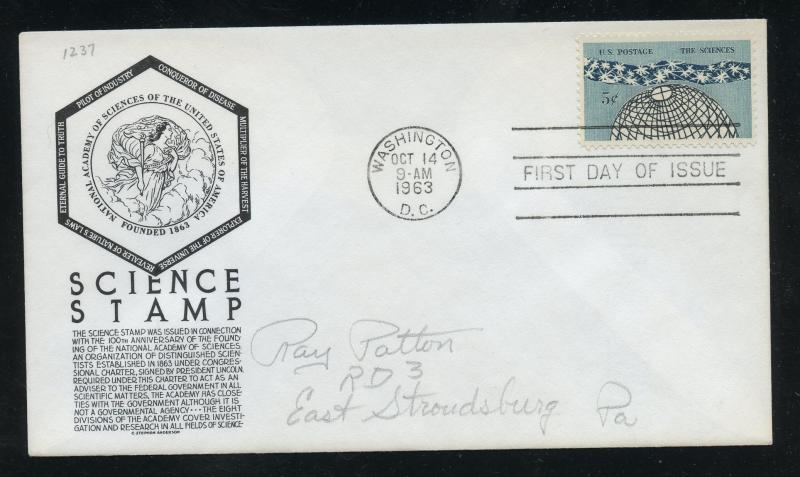 1237
PILOT OF INDUSTRY
CONQUEROR OF DISEASE
MULTIPLIER OF THE HARVEST
EXPLORER OF THE UNIVERSE
REVEALER OF NATURE'S LAWS
ETERNAL GUIDE TO TRUTH
NATIONAL ACADEMY OF SCIENCES OF THE UNITED STATES OF AMERICA
FOUNDED 1863
SCIENCE
STAMP
THE SCIENCE STAMP WAS ISSUED IN CONNECTION
WITH THE 100TH ANNIVERSARY OF THE FOUND-
ING OF THE NATIONAL ACADEMY OF SCIENCES,
AN ORGANIZATION OF DISTINGUISHED SCIEN-
TISTS ESTABLISHED IN 1863 UNDER CONGRES-
SIONAL CHARTER, SIGNED BY PRESIDENT LINCOLN.
REQUIRED UNDER THIS CHARTER TO ACT AS AN
ADVISER TO THE FEDERAL GOVERNMENT IN ALL
SCIENTIFIC MATTERS, THE ACADEMY HAS CLOSE
TIES WITH THE GOVERNMENT ALTHOUGH IT IS
NOT A GOVERNMENTAL AGENCY••• THE EIGHT
DIVISIONS OF THE ACADEMY COVER INVESTI-
GATION AND RESEARCH IN ALL FIELDS OF SCIENCE•
© STEPHEN ANDERSON
U.S. POSTAGE THE SCIENCES
5¢
WASHINGTON
OCT 14
9-AM
1963
D.C.
FIRST DAY OF ISSUE
Ray Patton
RD 3
East Stroudsburg Pa